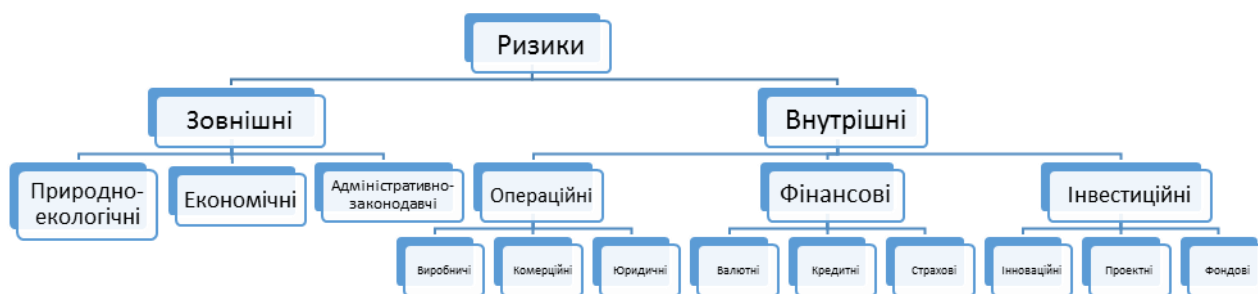 Ризики
Зовнішні
Внутрішні
Природно-
екологічні
Економічні
Адміністративно-
законодавчі
Операційні
Фінансові
Інвестиційні
Виробничі
Комерційні
Юридичні
Валютні
Кредитні
Страхові
Інноваційні
Проектні
Фондові